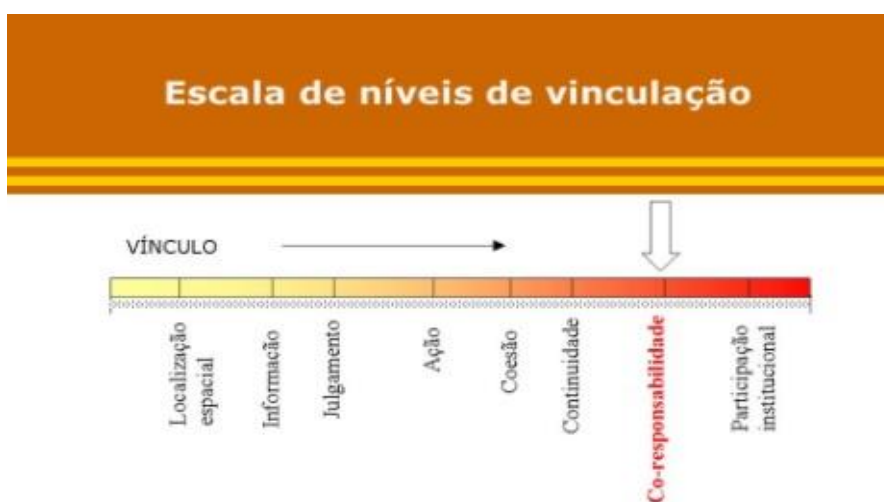 Escala de níveis de vinculação
VÍNCULO
Localização
espacial
Informação
Julgamento
Ação
Coesão
Continuidade
Co-responsabilidade
Participação
institucional